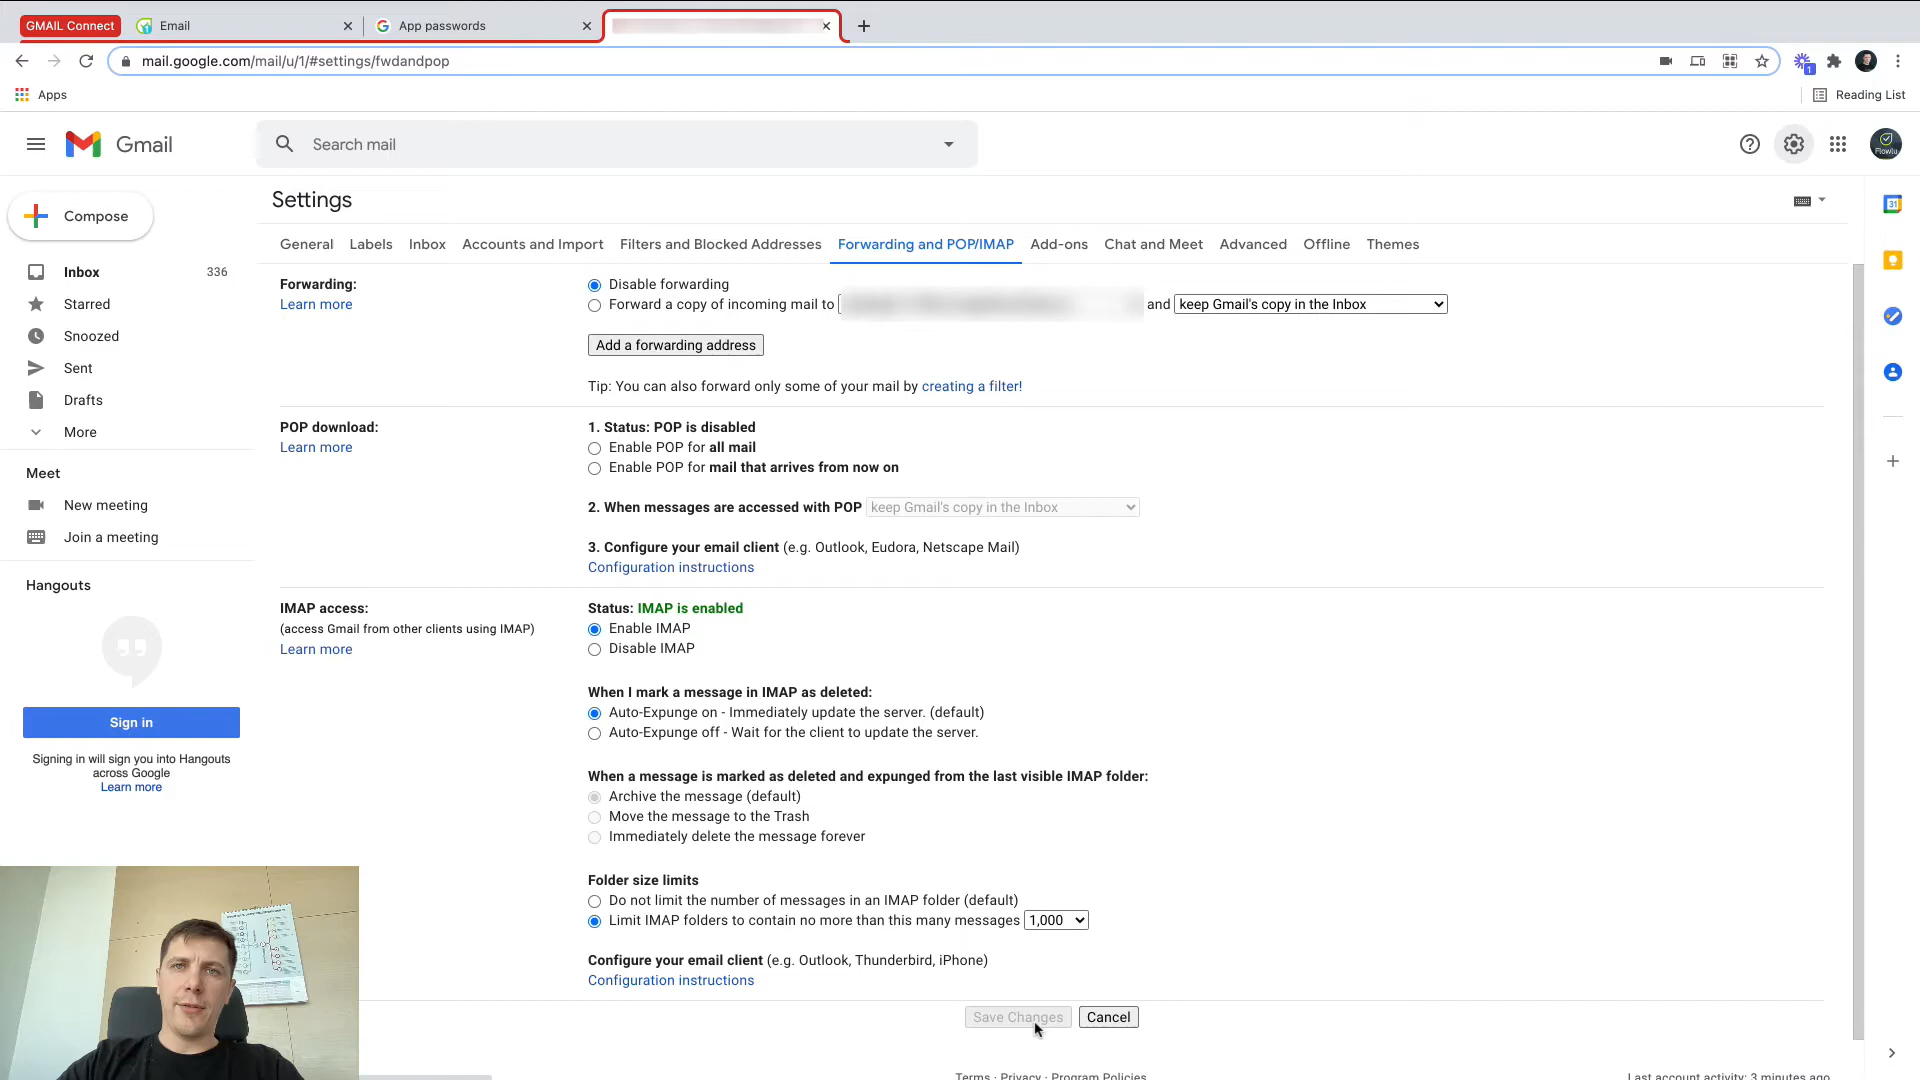 GMAIL Connect
Email
App passwords
mail.google.com/mail/u/1/#settings/fwdandpop
1
Apps
Reading List
Gmail
Search mail
Flowlu
Compose
Settings
31
General Labels Inbox Accounts and Import Filters and Blocked Addresses Forwarding and POP/IMAP Add-ons Chat and Meet Advanced Offline Themes
Inbox 336
Starred
Snoozed
Sent
Drafts
More
Meet
New meeting
Join a meeting
Hangouts
Sign in
Signing in will sign you into Hangouts
across Google
Learn more
Forwarding:
Learn more
Disable forwarding
Forward a copy of incoming mail to and keep Gmail's copy in the Inbox
Add a forwarding address
Tip: You can also forward only some of your mail by creating a filter!
POP download:
Learn more
1. Status: POP is disabled
Enable POP for all mail
Enable POP for mail that arrives from now on
2. When messages are accessed with POP keep Gmail's copy in the Inbox
3. Configure your email client (e.g. Outlook, Eudora, Netscape Mail)
Configuration instructions
IMAP access:
(access Gmail from other clients using IMAP)
Learn more
Status: IMAP is enabled
Enable IMAP
Disable IMAP
When I mark a message in IMAP as deleted:
Auto-Expunge on - Immediately update the server. (default)
Auto-Expunge off - Wait for the client to update the server.
When a message is marked as deleted and expunged from the last visible IMAP folder:
Archive the message (default)
Move the message to the Trash
Immediately delete the message forever
Folder size limits
Do not limit the number of messages in an IMAP folder (default)
Limit IMAP folders to contain no more than this many messages 1,000
Configure your email client (e.g. Outlook, Thunderbird, iPhone)
Configuration instructions
Save Changes Cancel
Terms · Privacy · Program Policies
Last account activity: 3 minutes ago